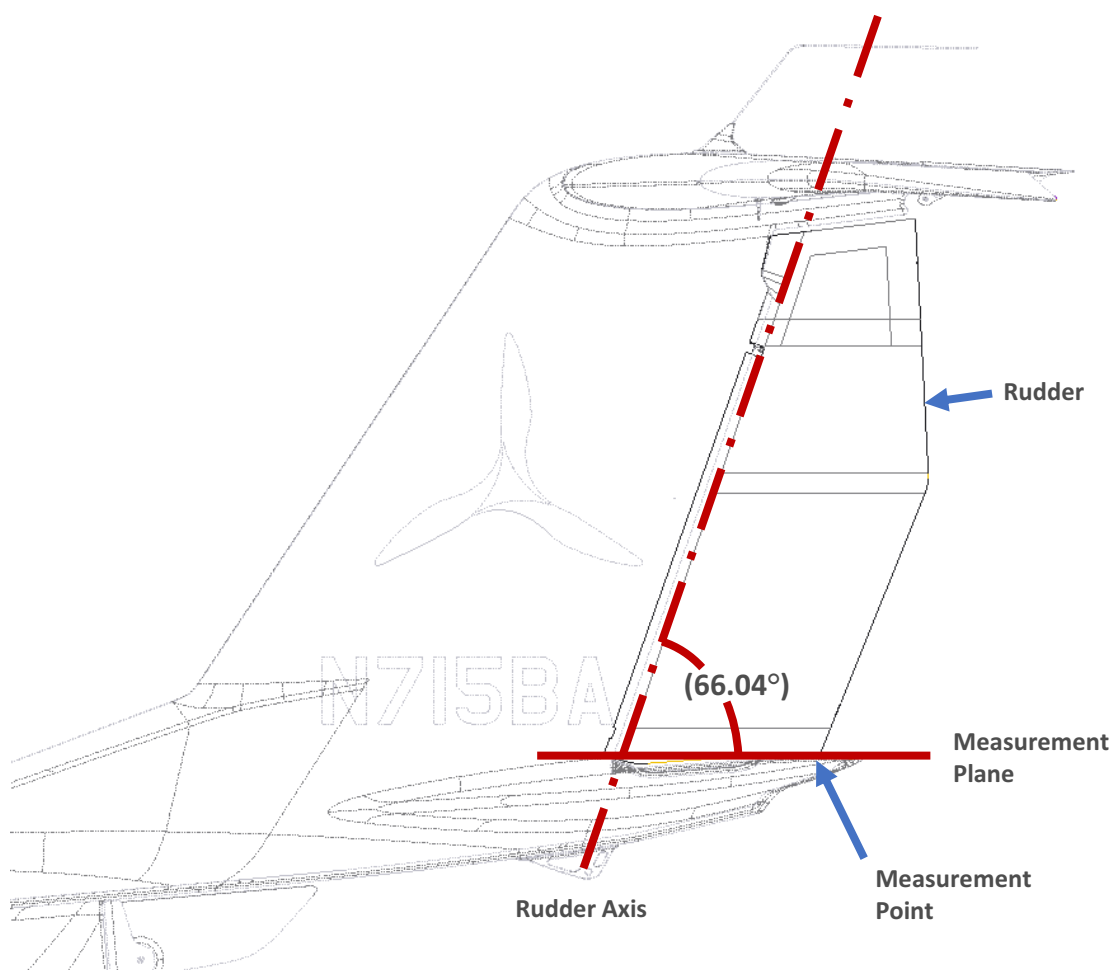 Rudder
N715BA
(66.04°)
Measurement
Plane
Measurement
Point
Rudder Axis